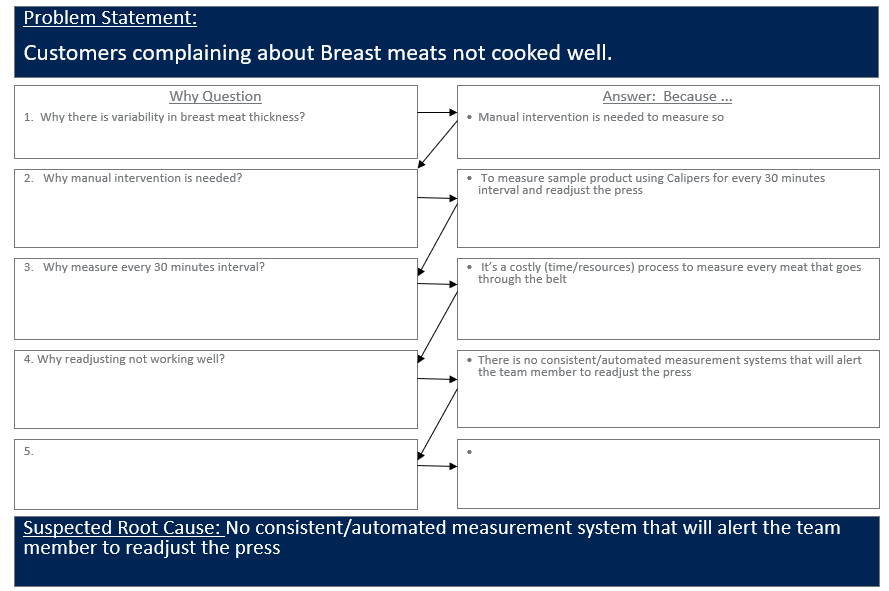 Problem Statement:
Customers complaining about Breast meats not cooked well.
Why Question
1. Why there is variability in breast meat thickness?
Answer: Because ...
• Manual intervention is needed to measure so
2. Why manual intervention is needed?
• To measure sample product using Calipers for every 30 minutes
interval and readjust the press
3. Why measure every 30 minutes interval?
• It's a costly (time/resources) process to measure every meat that goes
through the belt
4. Why readjusting not working well?
• There is no consistent/automated measurement systems that will alert
the team member to readjust the press
5.
•
Suspected Root Cause: No consistent/automated measurement system that will alert the team
member to readjust the press